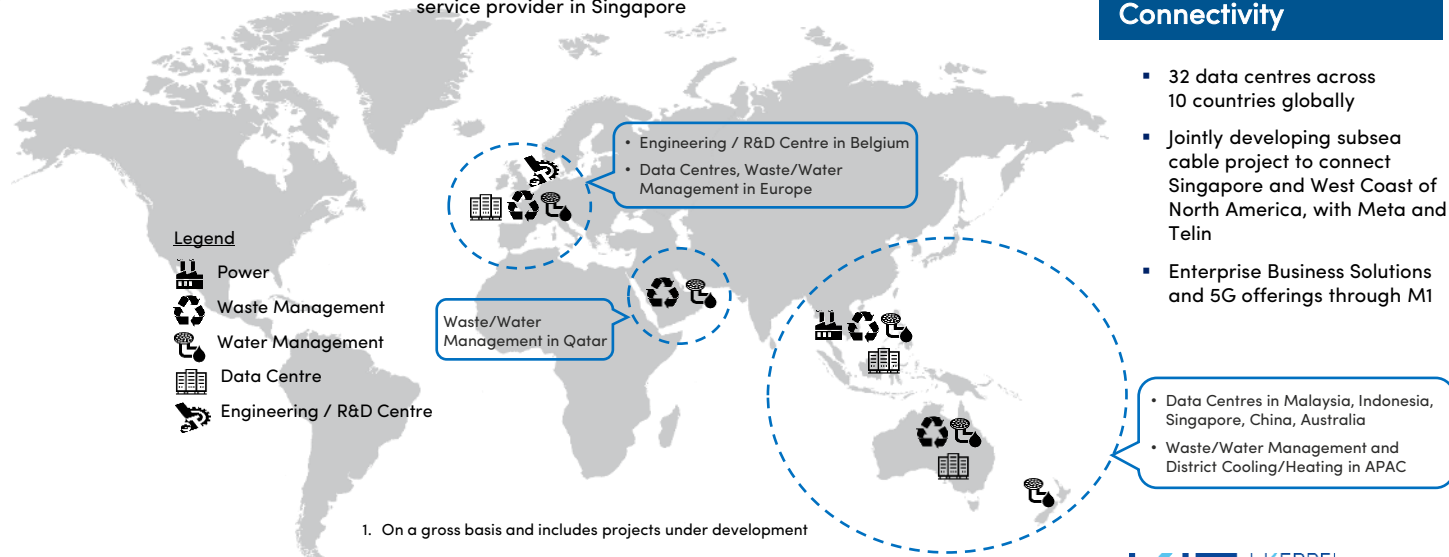 service provider in Singapore
Connectivity
▪ 32 data centres across
10 countries globally
▪ Jointly developing subsea
cable project to connect
Singapore and West Coast of
North America, with Meta and
Telin
▪ Enterprise Business Solutions
and 5G offerings through M1
• Engineering / R&D Centre in Belgium
• Data Centres, Waste/Water
Management in Europe
Legend
Power
Waste Management
Water Management
Data Centre
Engineering / R&D Centre
Waste/Water
Management in Qatar
• Data Centres in Malaysia, Indonesia,
Singapore, China, Australia
• Waste/Water Management and
District Cooling/Heating in APAC
1. On a gross basis and includes projects under development